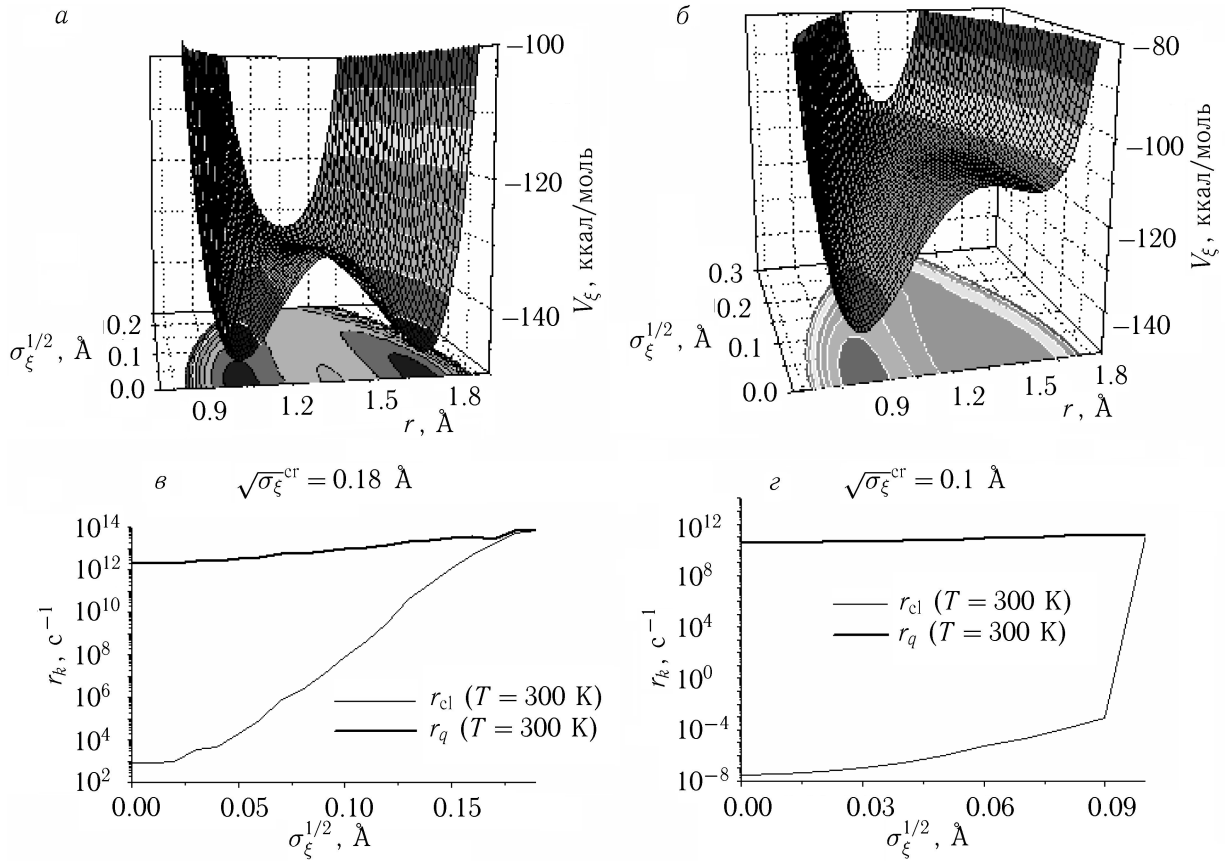 а
−100
−120
−140
V_ξ, ккал/моль
0.2
0.1
0.0
σ_ξ^{1/2}, Å
0.9
1.2
1.5
1.8
r, Å
б
−80
−100
−120
−140
V_ξ, ккал/моль
0.3
0.2
0.1
0.0
σ_ξ^{1/2}, Å
0.9
1.2
1.5
1.8
r, Å
в
√σ_ξ^{cr} = 0.18 Å
10^{14}
10^{12}
10^{10}
10^{8}
10^{6}
10^{4}
10^{2}
r_k, с^{−1}
r_{cl} (T = 300 K)
r_q (T = 300 K)
0.00
0.05
0.10
0.15
σ_ξ^{1/2}, Å
г
√σ_ξ^{cr} = 0.1 Å
10^{12}
10^{8}
10^{4}
10^{0}
10^{−4}
10^{−8}
r_k, с^{−1}
r_{cl} (T = 300 K)
r_q (T = 300 K)
0.00
0.03
0.06
0.09
σ_ξ^{1/2}, Å